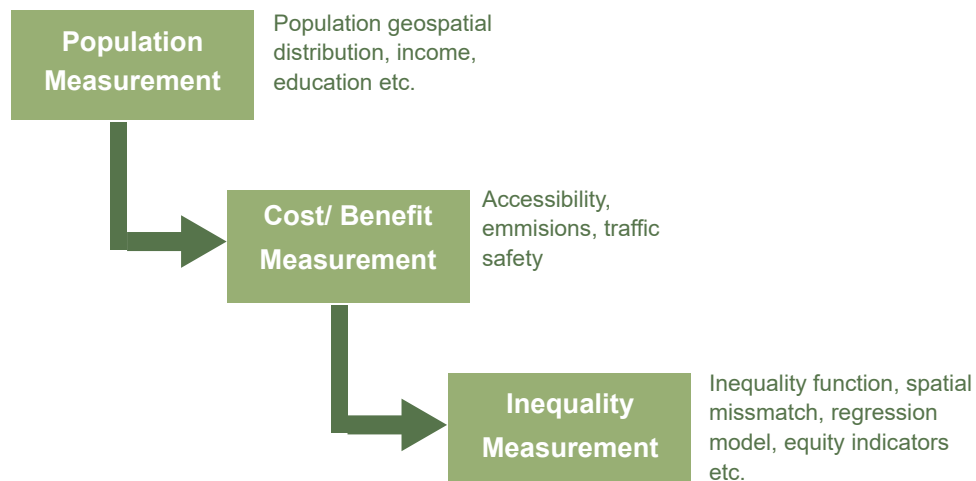 Population
Measurement
Population geospatial
distribution, income,
education etc.
Cost/ Benefit
Measurement
Accessibility,
emmisions, traffic
safety
Inequality
Measurement
Inequality function, spatial
missmatch, regression
model, equity indicators
etc.